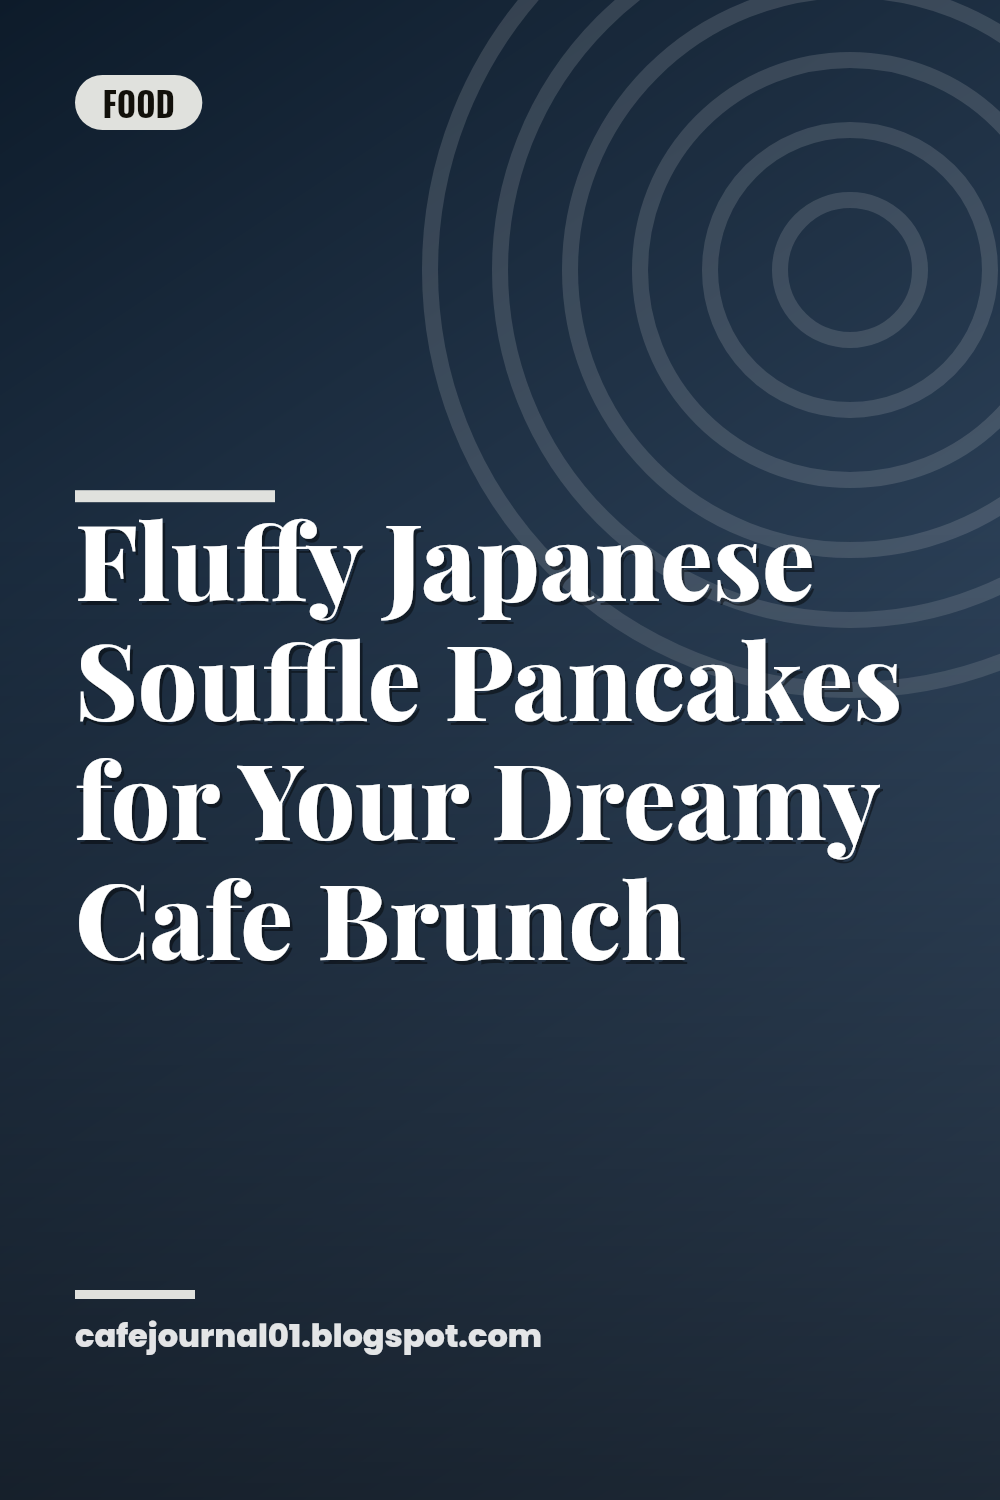 FOOD
Fluffy Japanese
Souffle Pancakes
for Your Dreamy
Cafe Brunch
cafejournal01.blogspot.com